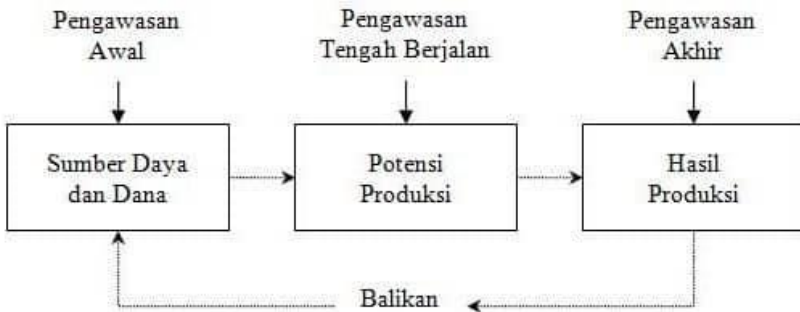 Pengawasan
Awal
Pengawasan
Tengah Berjalan
Pengawasan
Akhir
Sumber Daya
dan Dana
Potensi
Produksi
Hasil
Produksi
Balikan